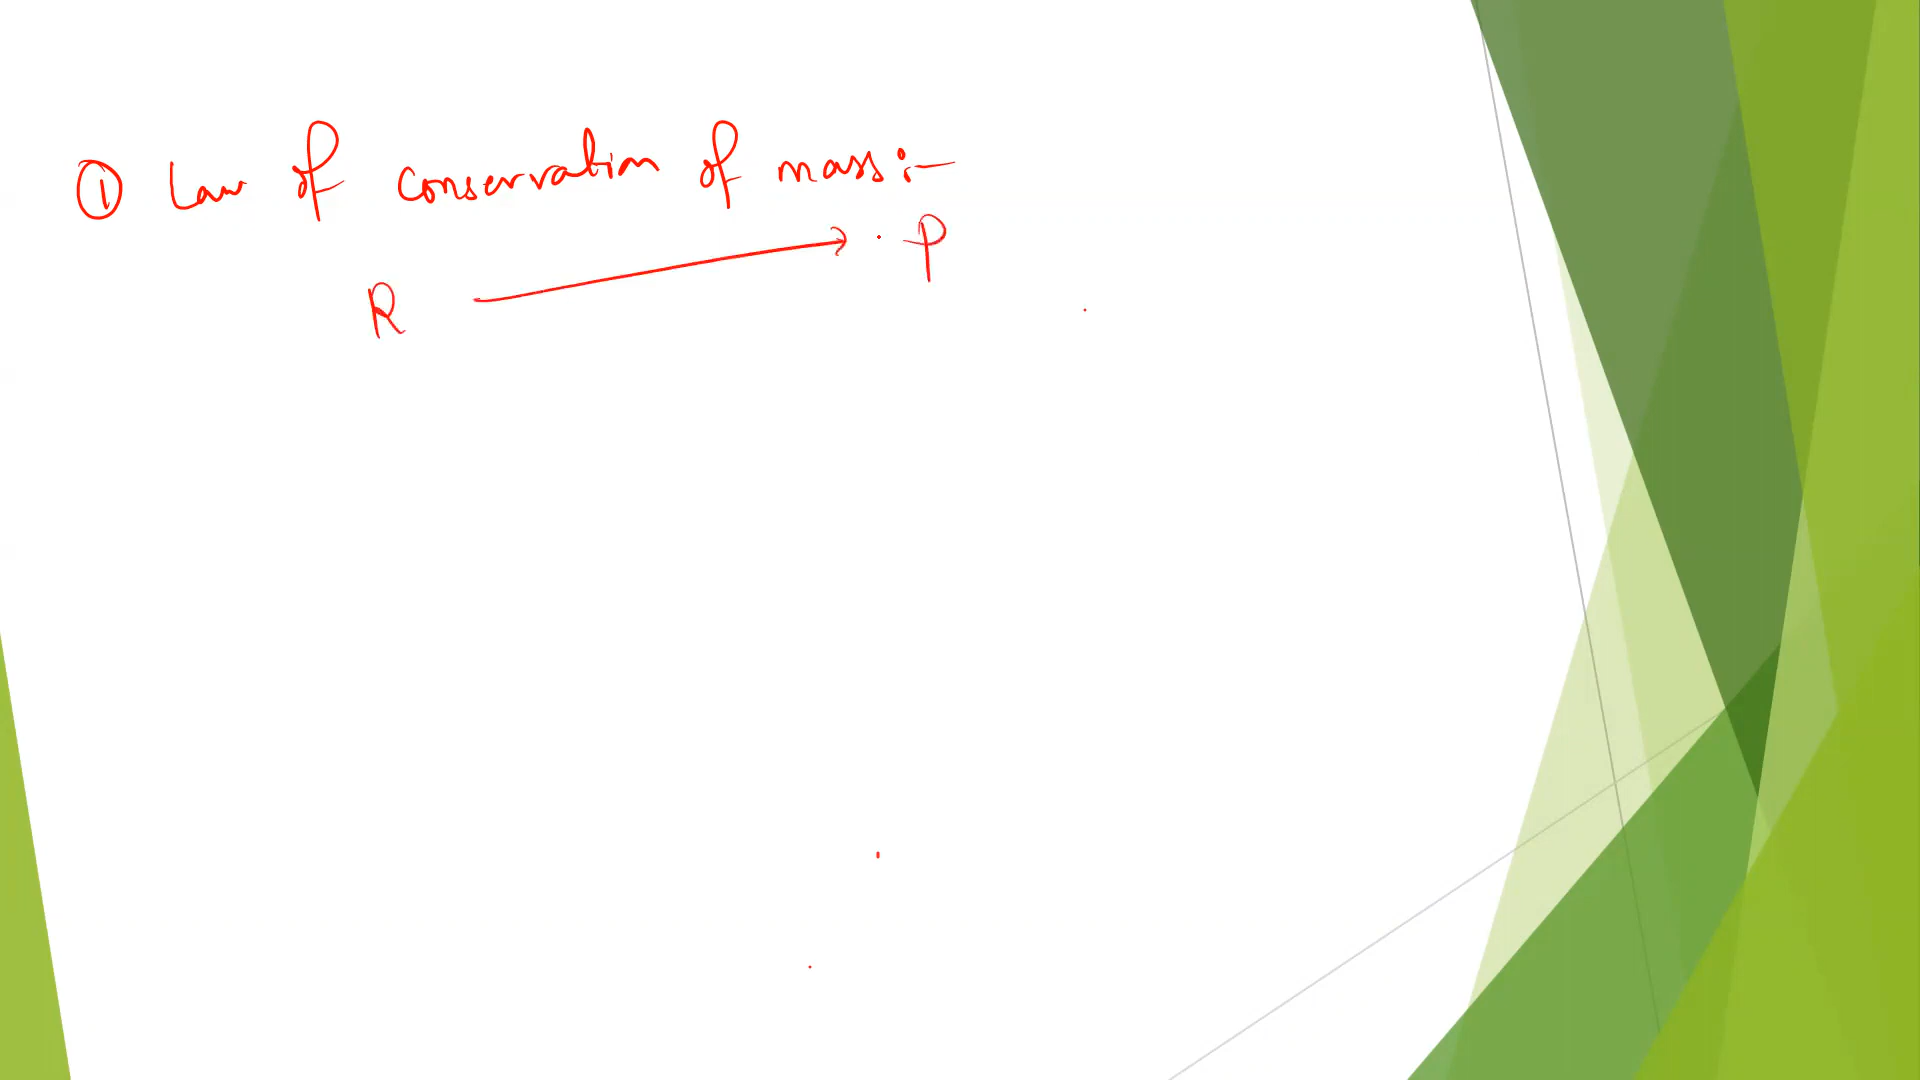 ① Law of conservation of mass:-
R → P